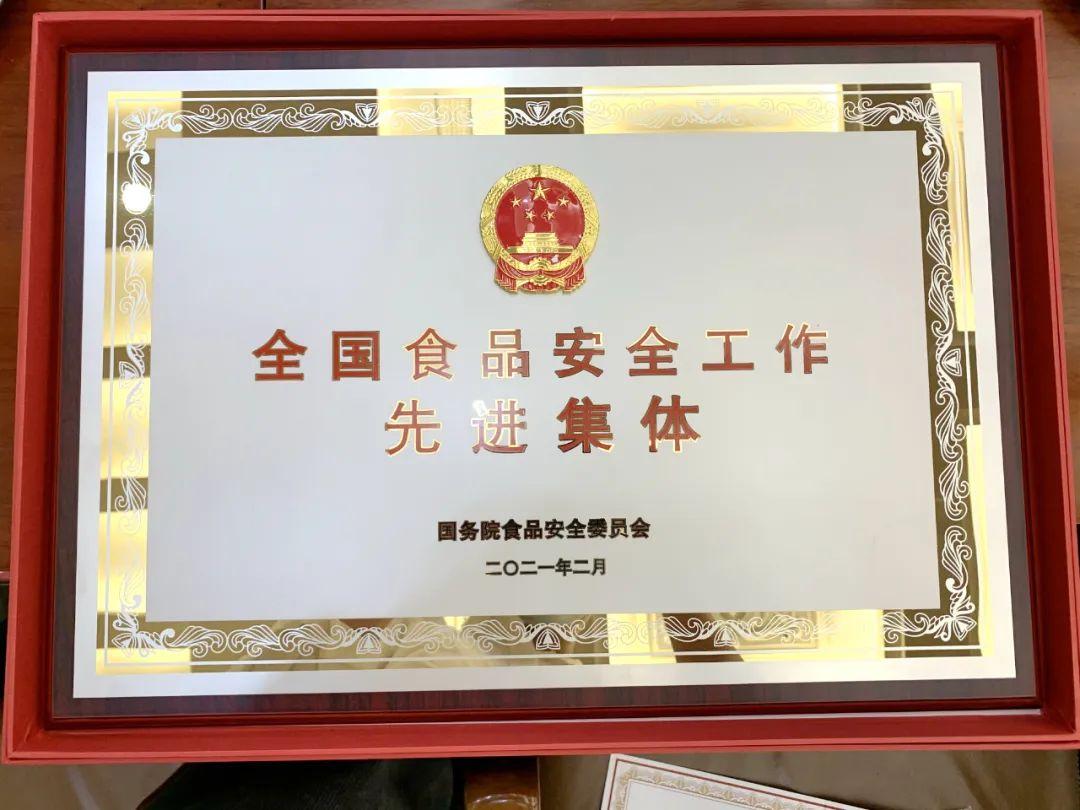 全国食品安全工作
先进集体
国务院食品安全委员会
二〇二一年二月